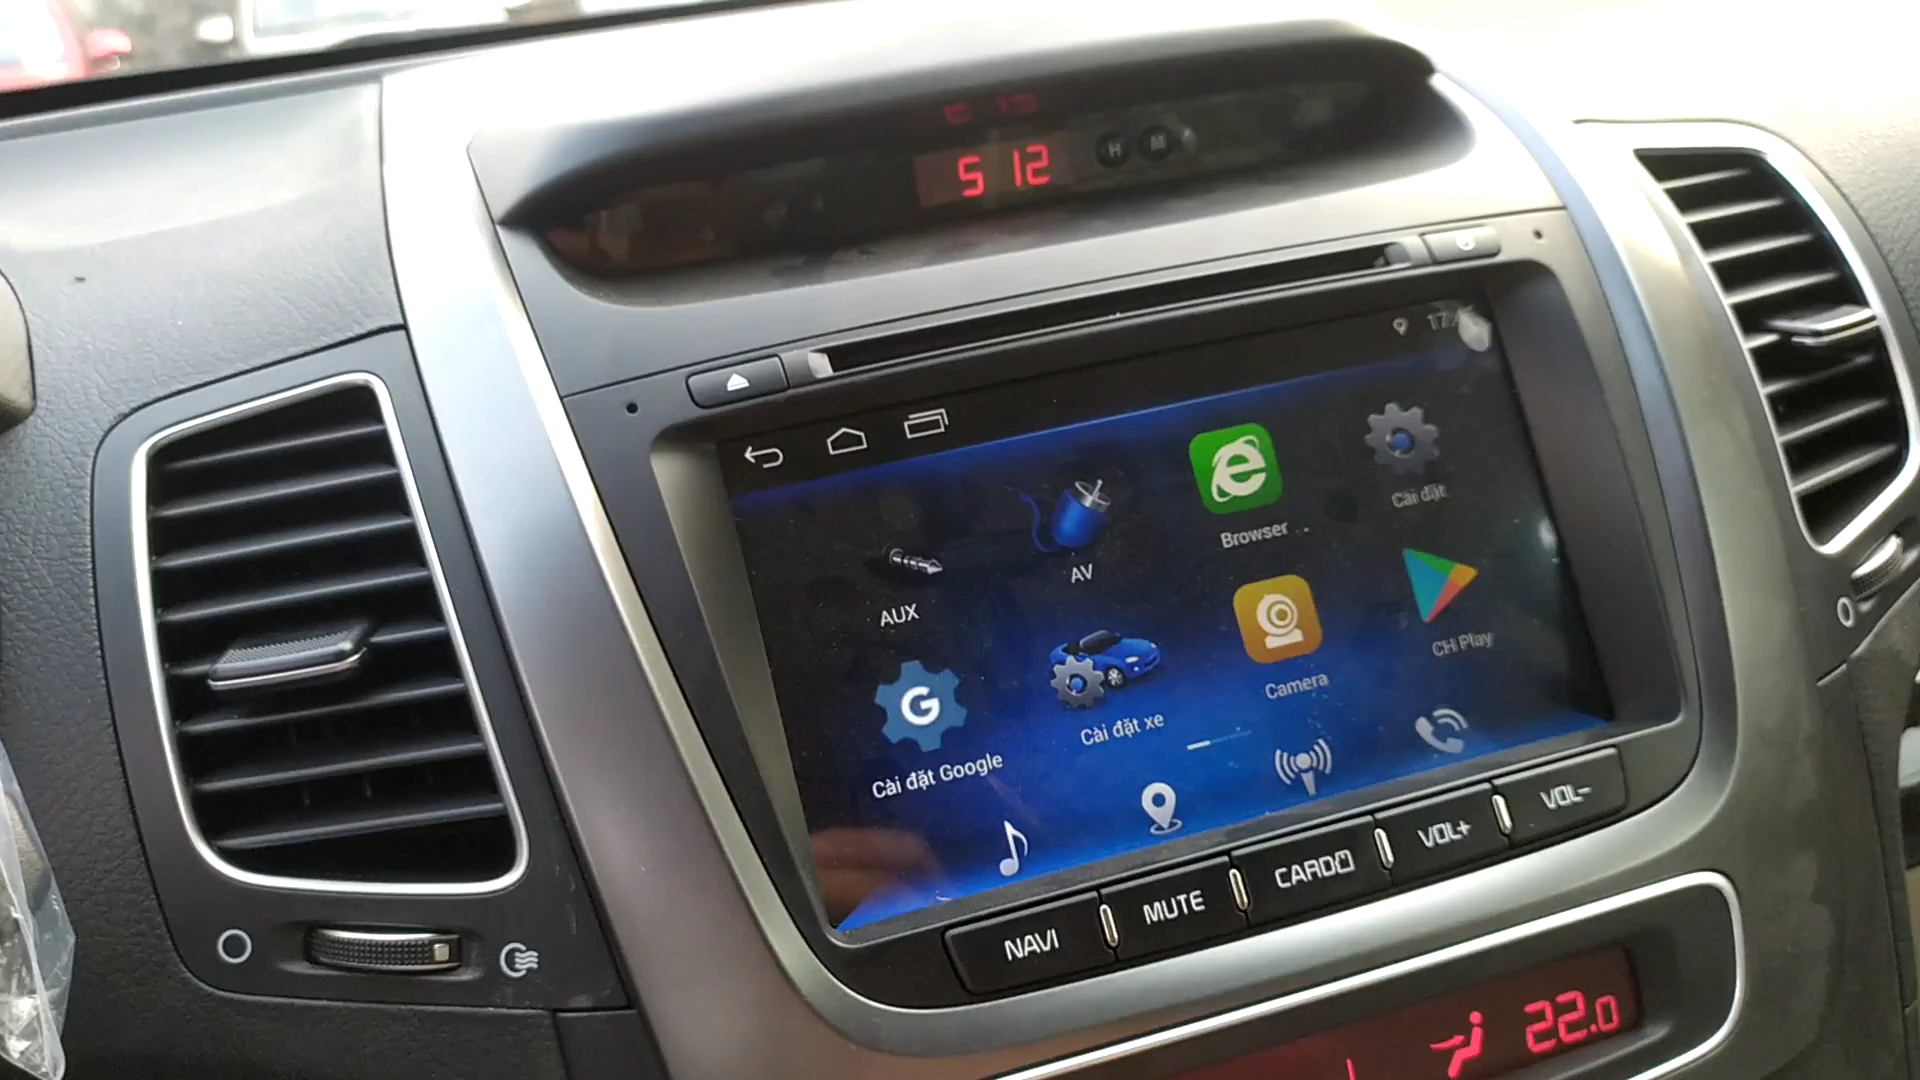 5 12
H M
AUX
AV
Browser ..
Cài đặt
G
Cài đặt Google
Cài đặt xe
Camera
CH Play
NAVI
MUTE
CARD
VOL+
VOL-
22.0